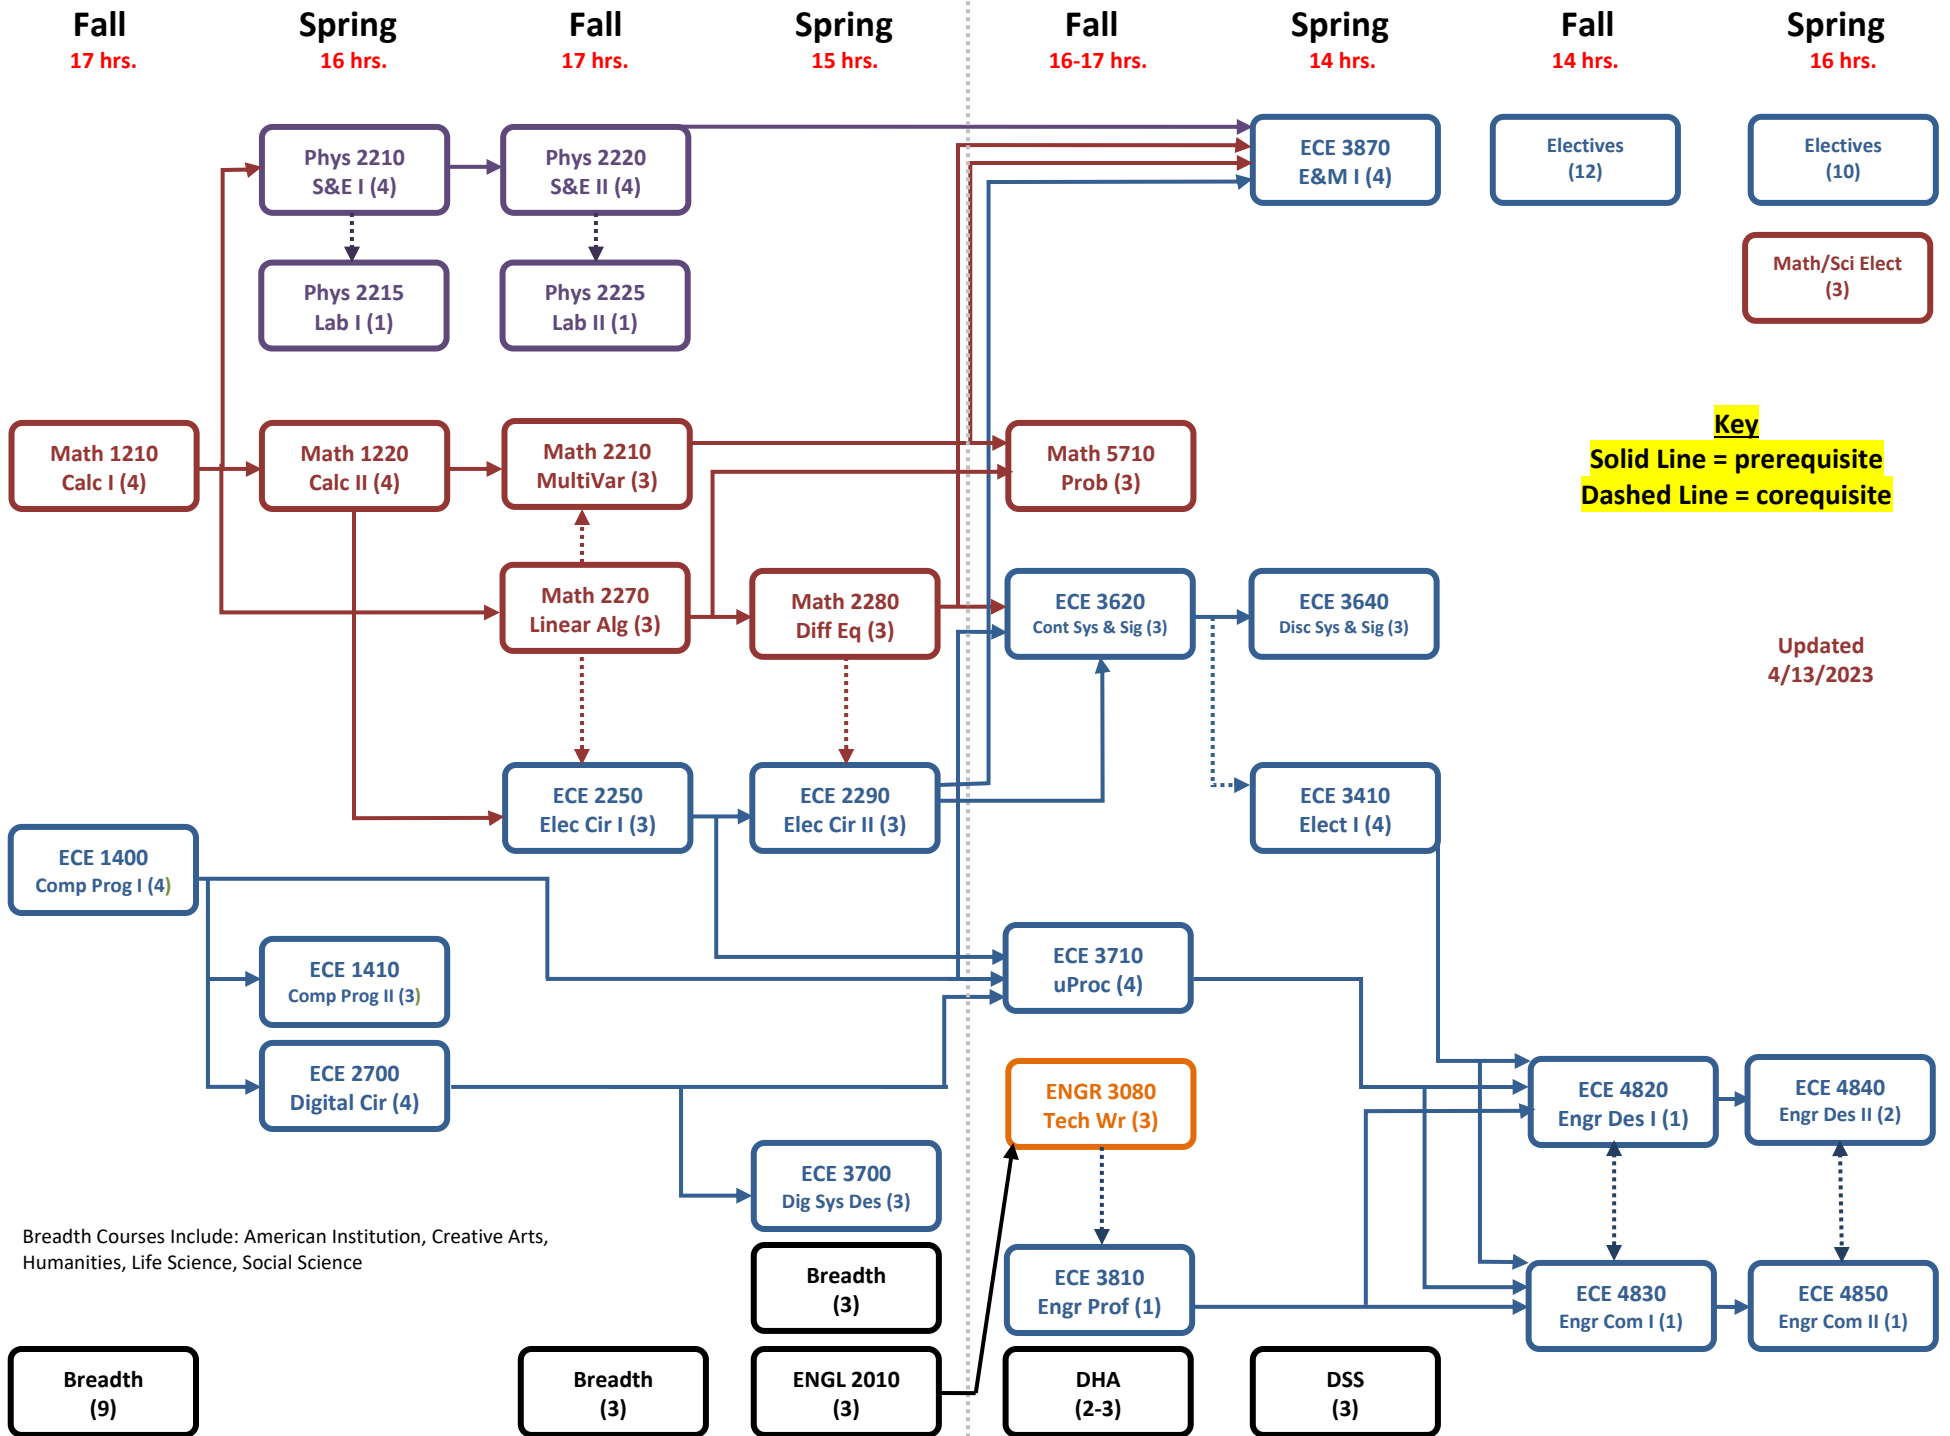 Fall
17 hrs.
Spring
16 hrs.
Fall
17 hrs.
Spring
15 hrs.
Fall
16-17 hrs.
Spring
14 hrs.
Fall
14 hrs.
Spring
16 hrs.
Phys 2210
S&E I (4)
Phys 2220
S&E II (4)
ECE 3870
E&M I (4)
Electives
(12)
Electives
(10)
Phys 2215
Lab I (1)
Phys 2225
Lab II (1)
Math/Sci Elect
(3)
Math 1210
Calc I (4)
Math 1220
Calc II (4)
Math 2210
MultiVar (3)
Math 5710
Prob (3)
Key
Solid Line = prerequisite
Dashed Line = corequisite
Math 2270
Linear Alg (3)
Math 2280
Diff Eq (3)
ECE 3620
Cont Sys & Sig (3)
ECE 3640
Disc Sys & Sig (3)
Updated
4/13/2023
ECE 2250
Elec Cir I (3)
ECE 2290
Elec Cir II (3)
ECE 3410
Elect I (4)
ECE 1400
Comp Prog I (4)
ECE 1410
Comp Prog II (3)
ECE 3710
uProc (4)
ECE 2700
Digital Cir (4)
ENGR 3080
Tech Wr (3)
ECE 4820
Engr Des I (1)
ECE 4840
Engr Des II (2)
ECE 3700
Dig Sys Des (3)
Breadth Courses Include: American Institution, Creative Arts,
Humanities, Life Science, Social Science
Breadth
(3)
ECE 3810
Engr Prof (1)
ECE 4830
Engr Com I (1)
ECE 4850
Engr Com II (1)
Breadth
(9)
Breadth
(3)
ENGL 2010
(3)
DHA
(2-3)
DSS
(3)